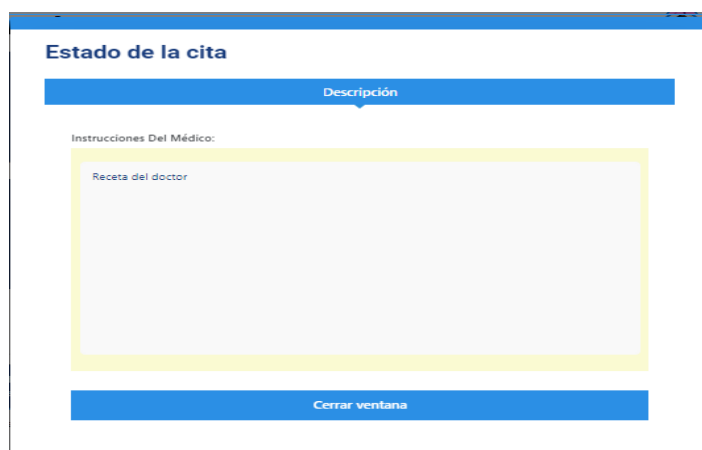 Estado de la cita
Descripción
Instrucciones Del Médico:
Receta del doctor
Cerrar ventana